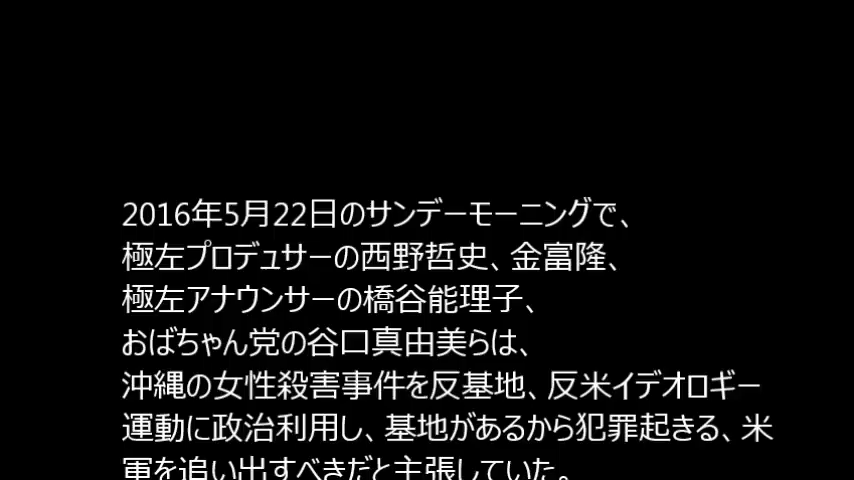 2016年5月22日のサンデーモーニングで、
極左プロデューサーの西野哲史、金富隆、
極左アナウンサーの橋谷能理子、
おばちゃん党の谷口真由美らは、
沖縄の女性殺害事件を反基地、反米イデオロギー
運動に政治利用し、基地があるから犯罪起きる、米
軍を追い出すべきだと主張していた。